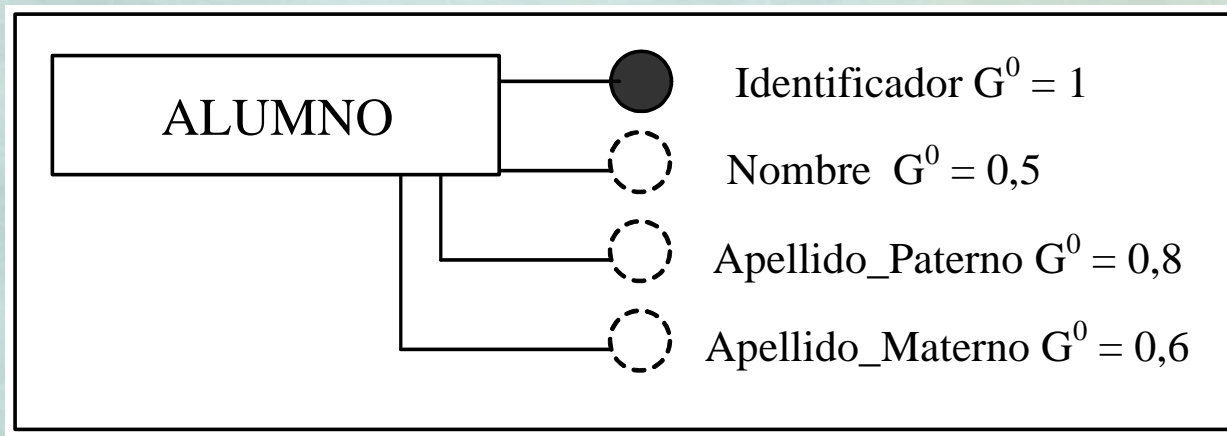 ALUMNO
Identificador G⁰ = 1
Nombre G⁰ = 0,5
Apellido_Paterno G⁰ = 0,8
Apellido_Materno G⁰ = 0,6